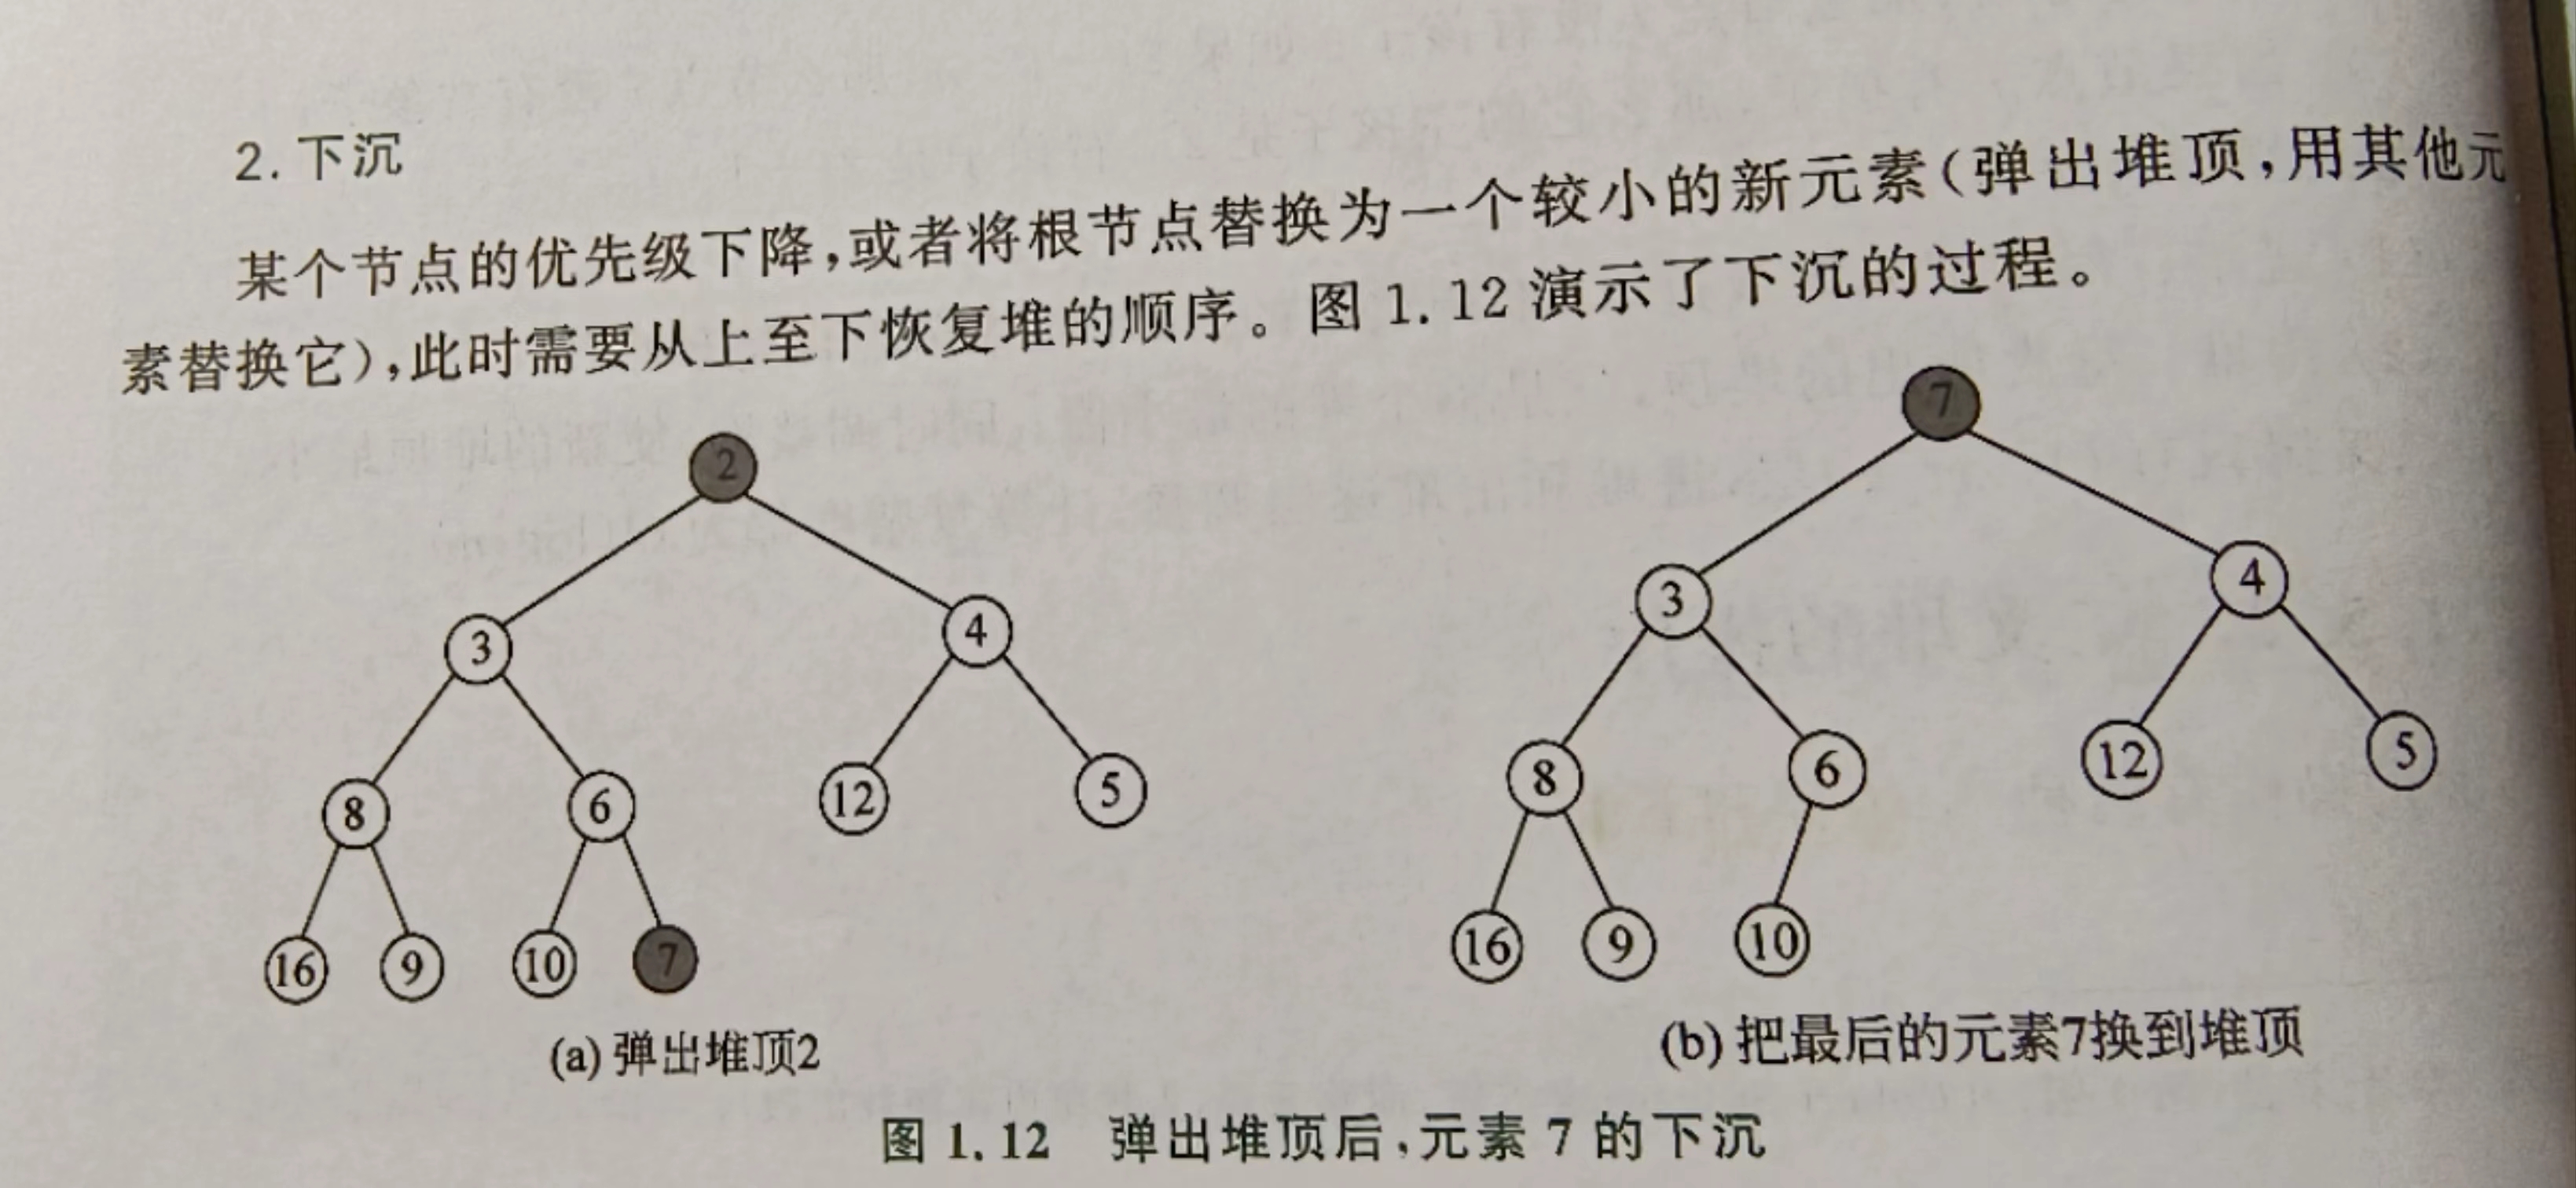 2. 下沉
某个节点的优先级下降,或者将根节点替换为一个较小的新元素(弹出堆顶,用其他元
素替换它),此时需要从上至下恢复堆的顺序。图 1.12 演示了下沉的过程。
2
3 4
8 6 12 5
16 9 10 7
(a) 弹出堆顶2
7
3 4
8 6 12 5
16 9 10
(b) 把最后的元素7换到堆顶
图 1.12 弹出堆顶后,元素 7 的下沉